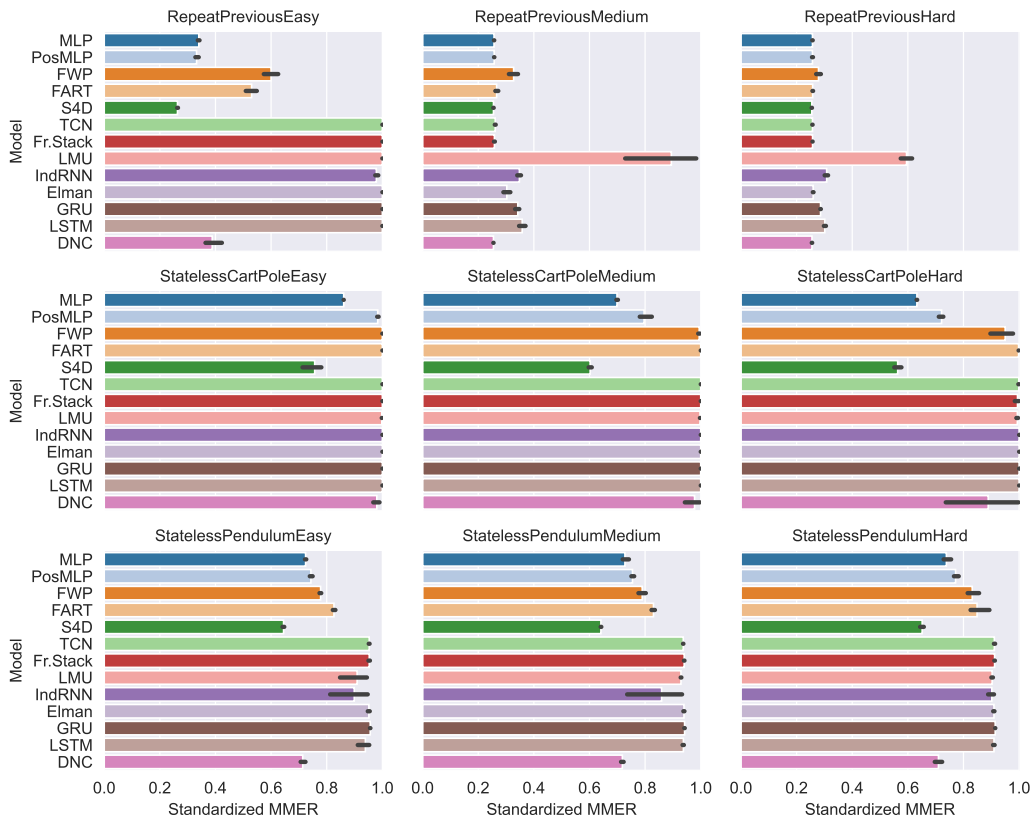 RepeatPreviousEasy RepeatPreviousMedium RepeatPreviousHard
Model
MLP
PosMLP
FWP
FART
S4D
TCN
Fr.Stack
LMU
IndRNN
Elman
GRU
LSTM
DNC
StatelessCartPoleEasy StatelessCartPoleMedium StatelessCartPoleHard
Model
MLP
PosMLP
FWP
FART
S4D
TCN
Fr.Stack
LMU
IndRNN
Elman
GRU
LSTM
DNC
StatelessPendulumEasy StatelessPendulumMedium StatelessPendulumHard
Model
MLP
PosMLP
FWP
FART
S4D
TCN
Fr.Stack
LMU
IndRNN
Elman
GRU
LSTM
DNC
0.0 0.2 0.4 0.6 0.8 1.0 0.0 0.2 0.4 0.6 0.8 1.0 0.0 0.2 0.4 0.6 0.8 1.0
Standardized MMER Standardized MMER Standardized MMER